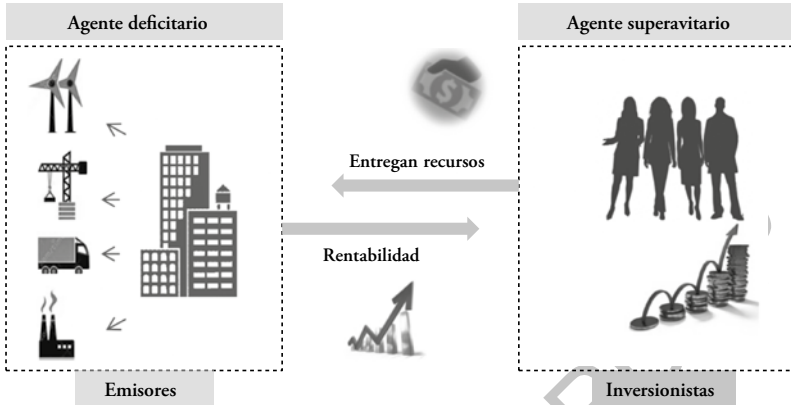 Agente deficitario
Agente superavitario
Entregan recursos
Rentabilidad
Emisores
Inversionistas